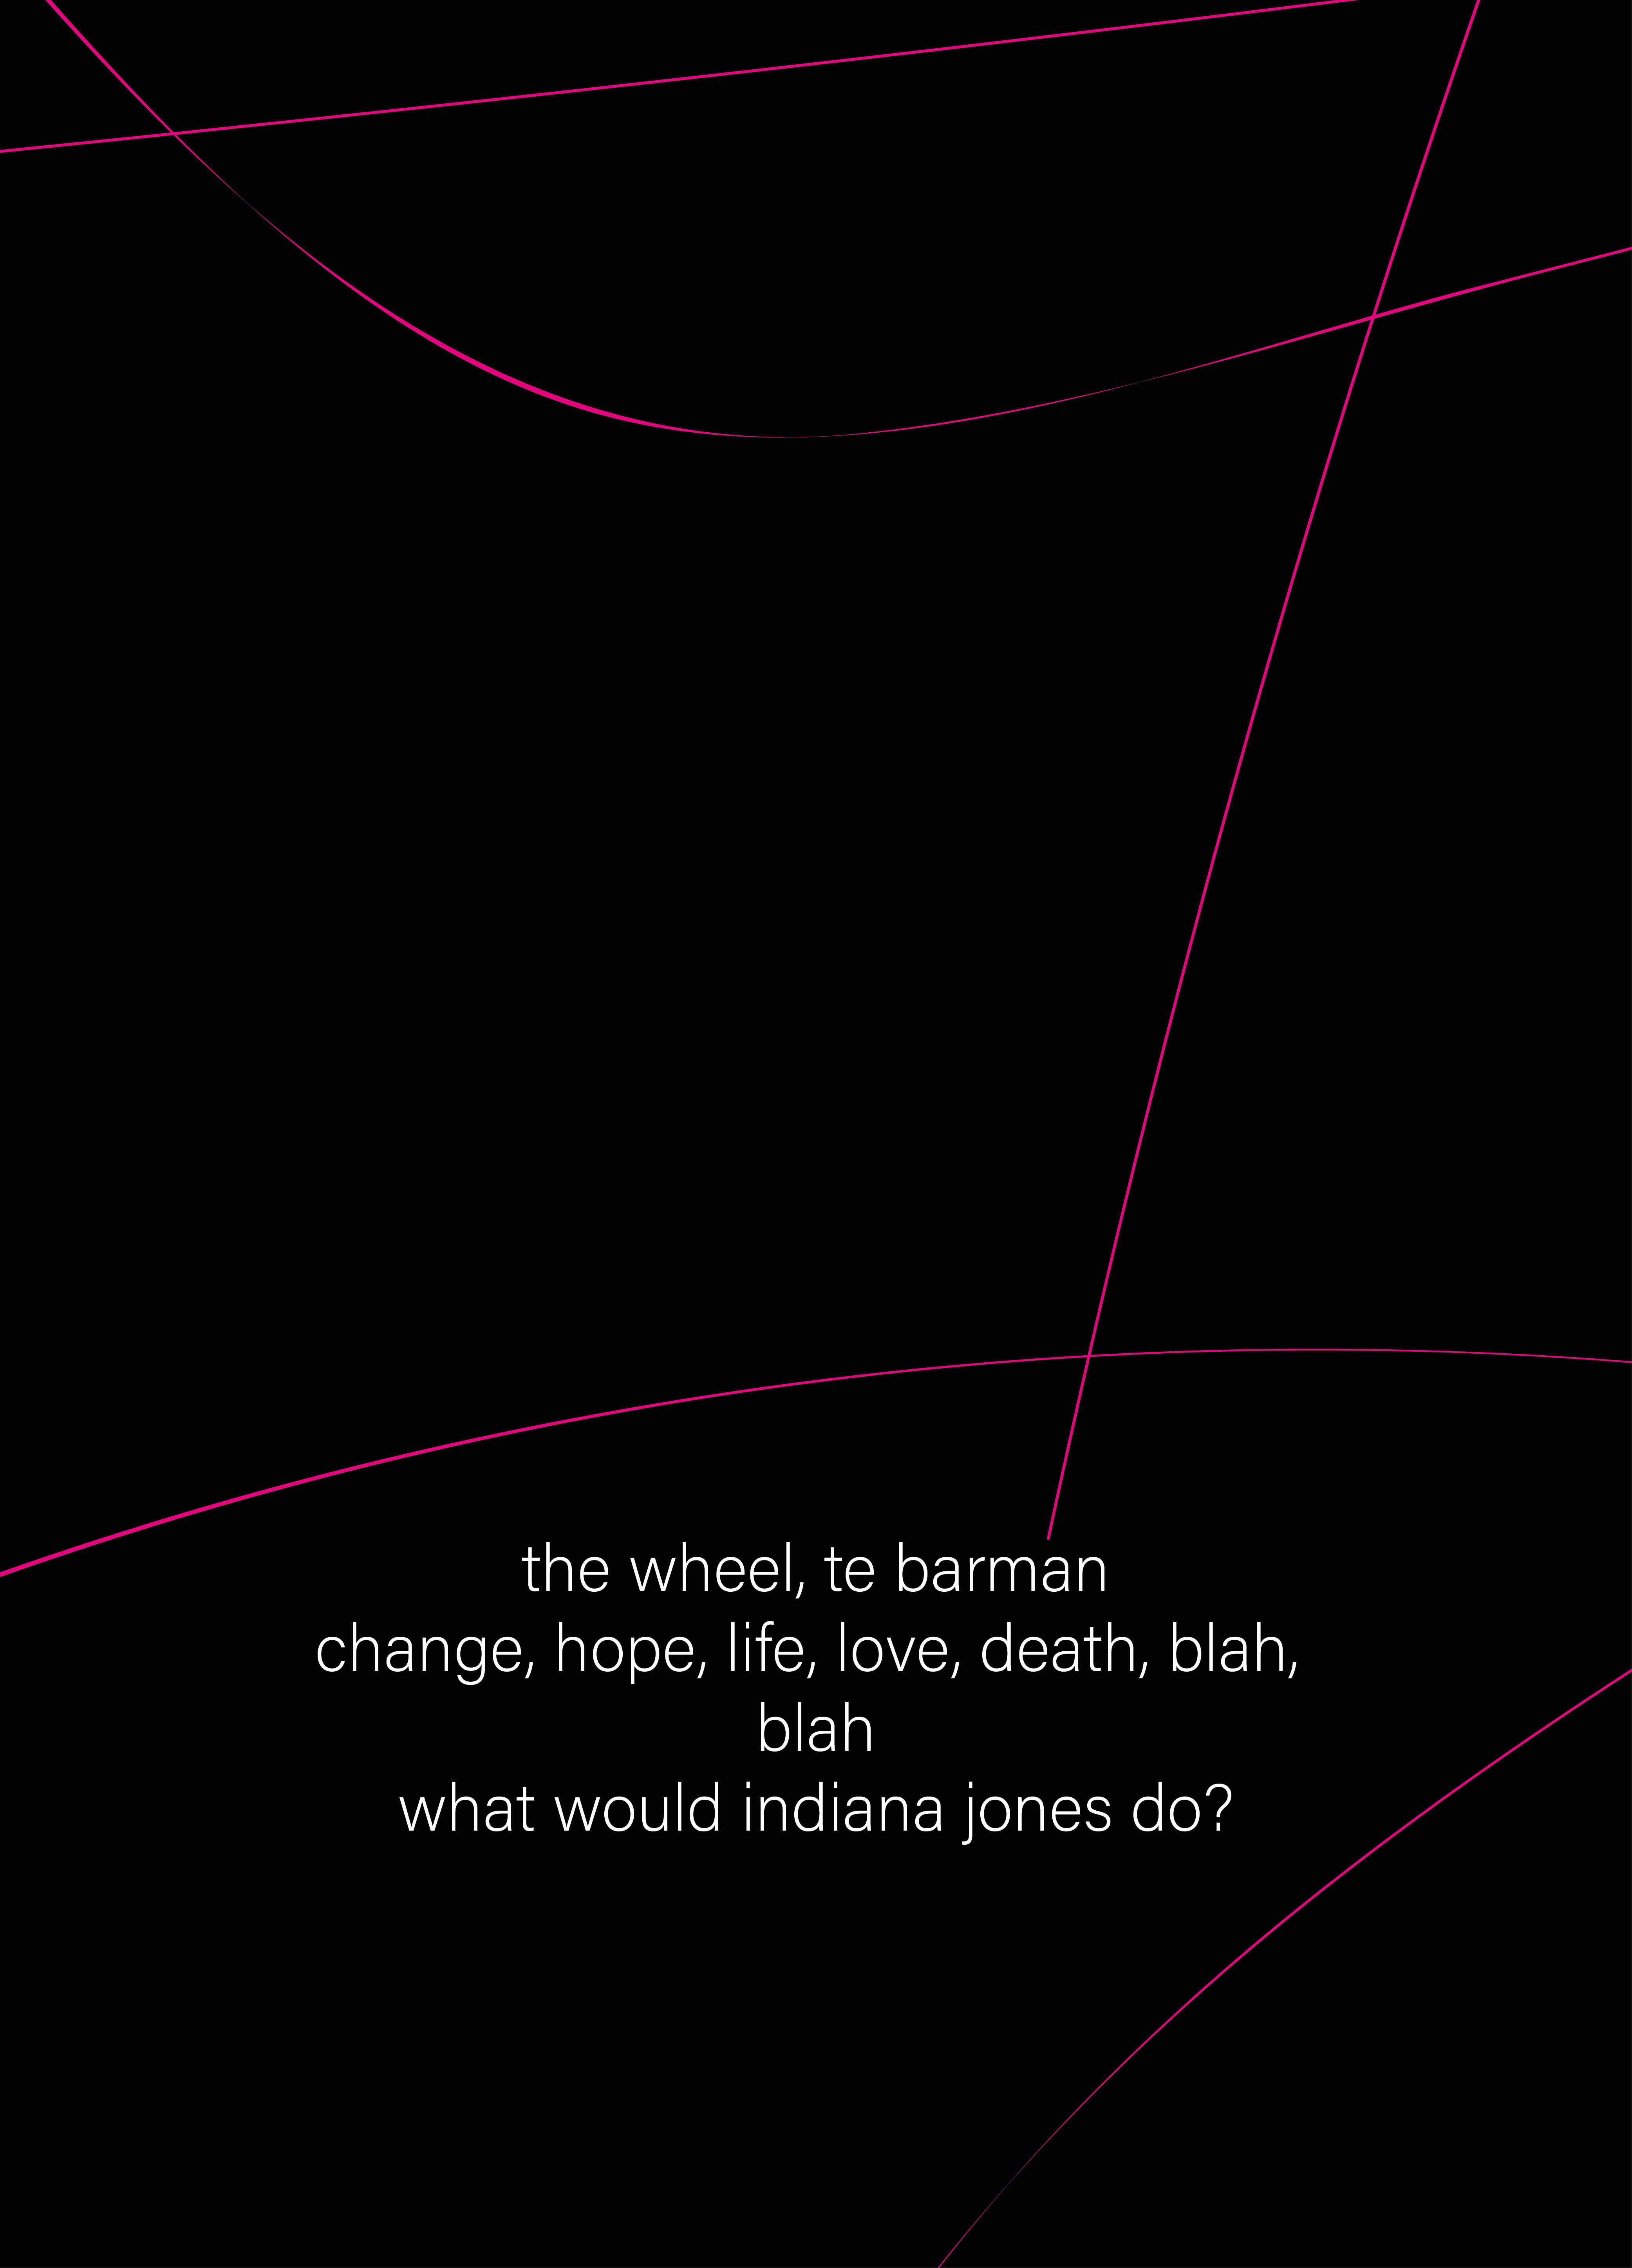 the wheel, te barman
change, hope, life, love, death, blah,
blah
what would indiana jones do?